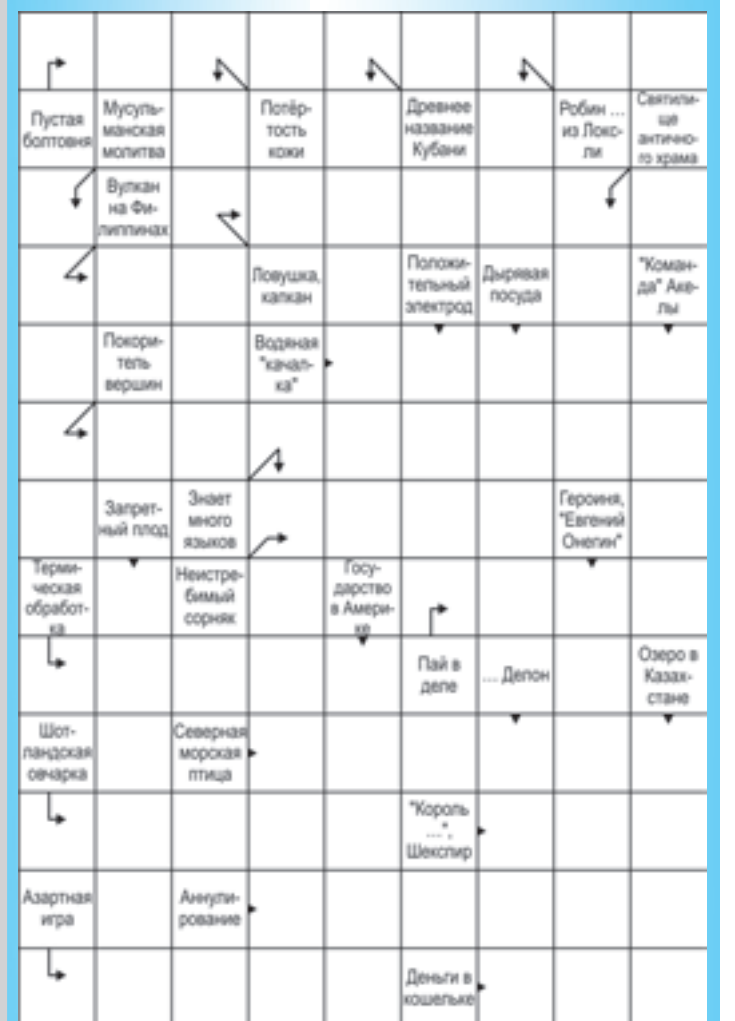 Пустая
болтовня
Мусуль-
манская
молитва
Потёр-
тость
кожи
Древнее
название
Кубани
Робин ...
из Локс-
ли
Святили-
ще
антично-
го храма
Вулкан
на Фи-
липпинах
Ловушка,
капкан
Положи-
тельный
электрод
Дырявая
посуда
"Коман-
да" Аке-
лы
Покори-
тель
вершин
Водяная
"качал-
ка"
Запрет-
ный плод
Знает
много
языков
Героиня,
"Евгений
Онегин"
Терми-
ческая
обработ-
ка
Неистре-
бимый
сорняк
Госу-
дарство
в Амери-
ке
Пай в
деле
... Делон
Озеро в
Казах-
стане
Шот-
ландская
овчарка
Северная
морская
птица
"Король
...",
Шекспир
Азартная
игра
Аннули-
рование
Деньги в
кошельке